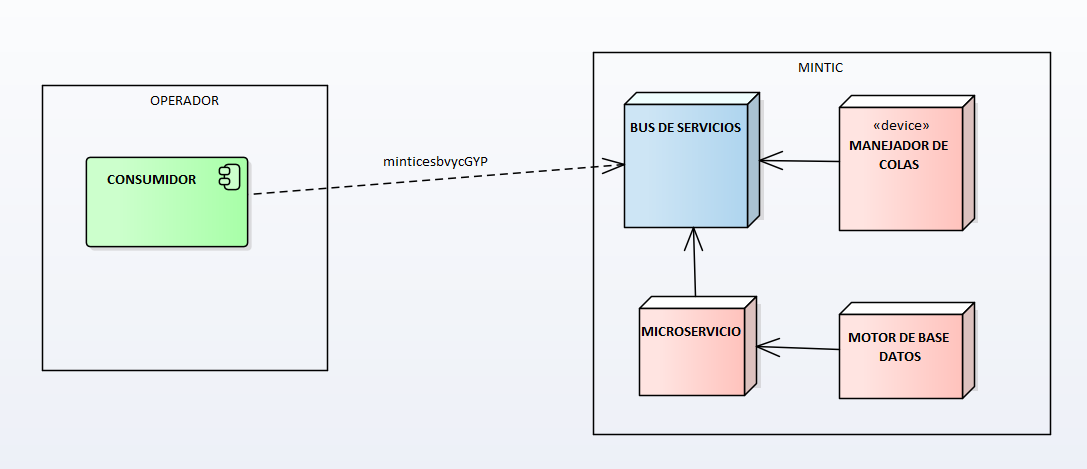 OPERADOR
CONSUMIDOR
minticesbvycGYP
MINTIC
BUS DE SERVICIOS
«device»
MANEJADOR DE
COLAS
MICROSERVICIO
MOTOR DE BASE
DATOS